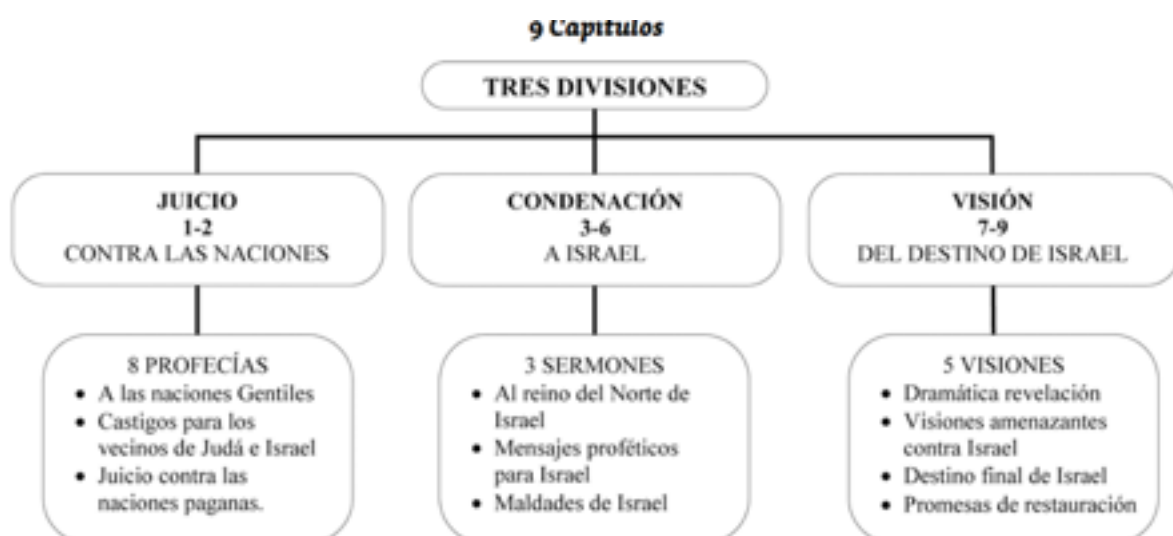 9 Capítulos
TRES DIVISIONES
JUICIO
1-2
CONTRA LAS NACIONES
CONDENACIÓN
3-6
A ISRAEL
VISIÓN
7-9
DEL DESTINO DE ISRAEL
8 PROFECÍAS
• A las naciones Gentiles
• Castigos para los
vecinos de Judá e Israel
• Juicio contra las
naciones paganas.
3 SERMONES
• Al reino del Norte de
Israel
• Mensajes proféticos
para Israel
• Maldades de Israel
5 VISIONES
• Dramática revelación
• Visiones amenazantes
contra Israel
• Destino final de Israel
• Promesas de restauración